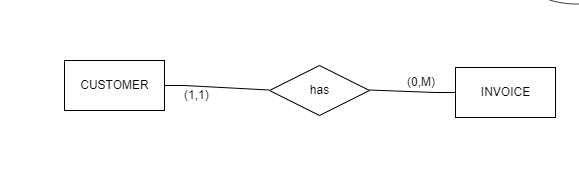 CUSTOMER
(1,1)
has
(0,M)
INVOICE